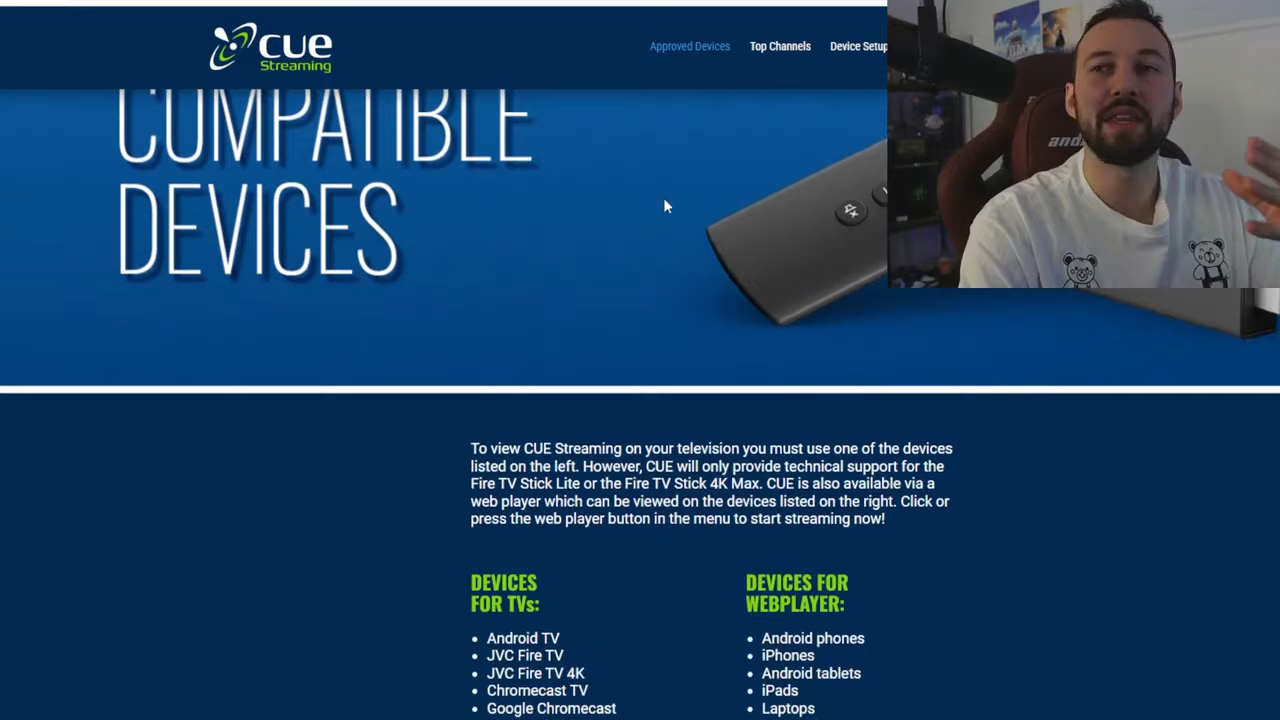 CUE
Streaming
Approved Devices
Top Channels
Device Setup
COMPATIBLE
DEVICES
To view CUE Streaming on your television you must use one of the devices
listed on the left. However, CUE will only provide technical support for the
Fire TV Stick Lite or the Fire TV Stick 4K Max. CUE is also available via a
web player which can be viewed on the devices listed on the right. Click or
press the web player button in the menu to start streaming now!
DEVICES
FOR TVs:
• Android TV
• JVC Fire TV
• JVC Fire TV 4K
• Chromecast TV
• Google Chromecast
DEVICES FOR
WEBPLAYER:
• Android phones
• iPhones
• Android tablets
• iPads
• Laptops